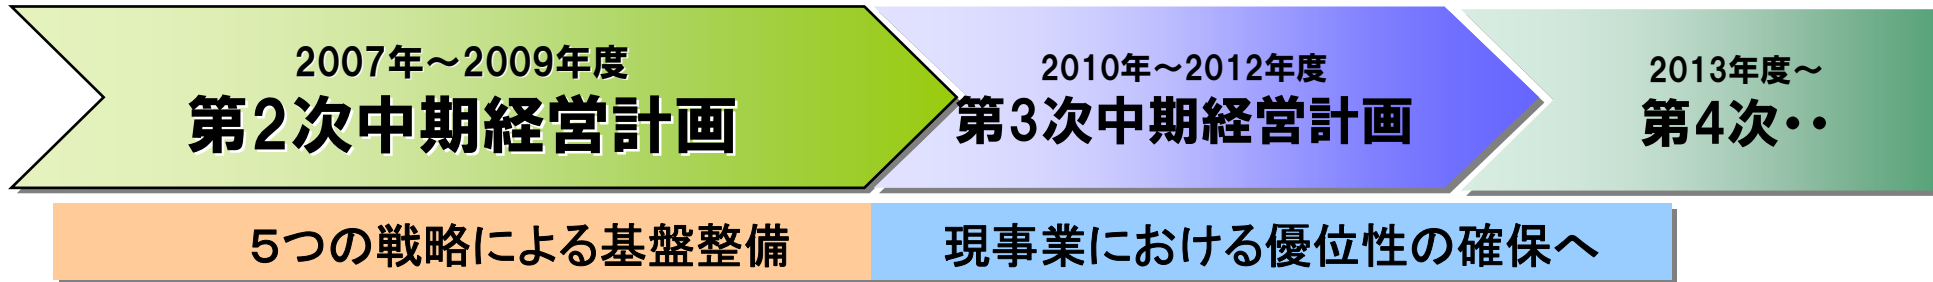 2007年～2009年度
第2次中期経営計画
2010年～2012年度
第3次中期経営計画
2013年度～
第4次・・
５つの戦略による基盤整備
現事業における優位性の確保へ